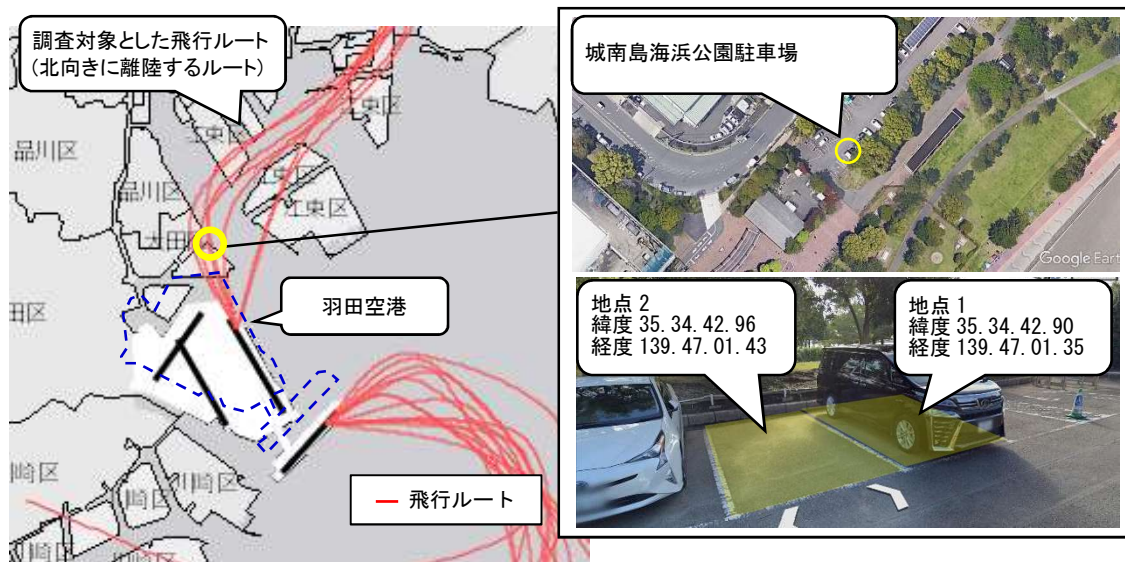 調査対象とした飛行ルート
(北向きに離陸するルート)
江東区
品川区
江東区
品川区
江東区
江東区
大田区
田区
羽田空港
川崎区
川崎区
飛行ルート
城南島海浜公園駐車場
Google Eart
地点 2
緯度 35. 34. 42. 96
経度 139. 47. 01. 43
地点 1
緯度 35. 34. 42. 90
経度 139. 47. 01. 35